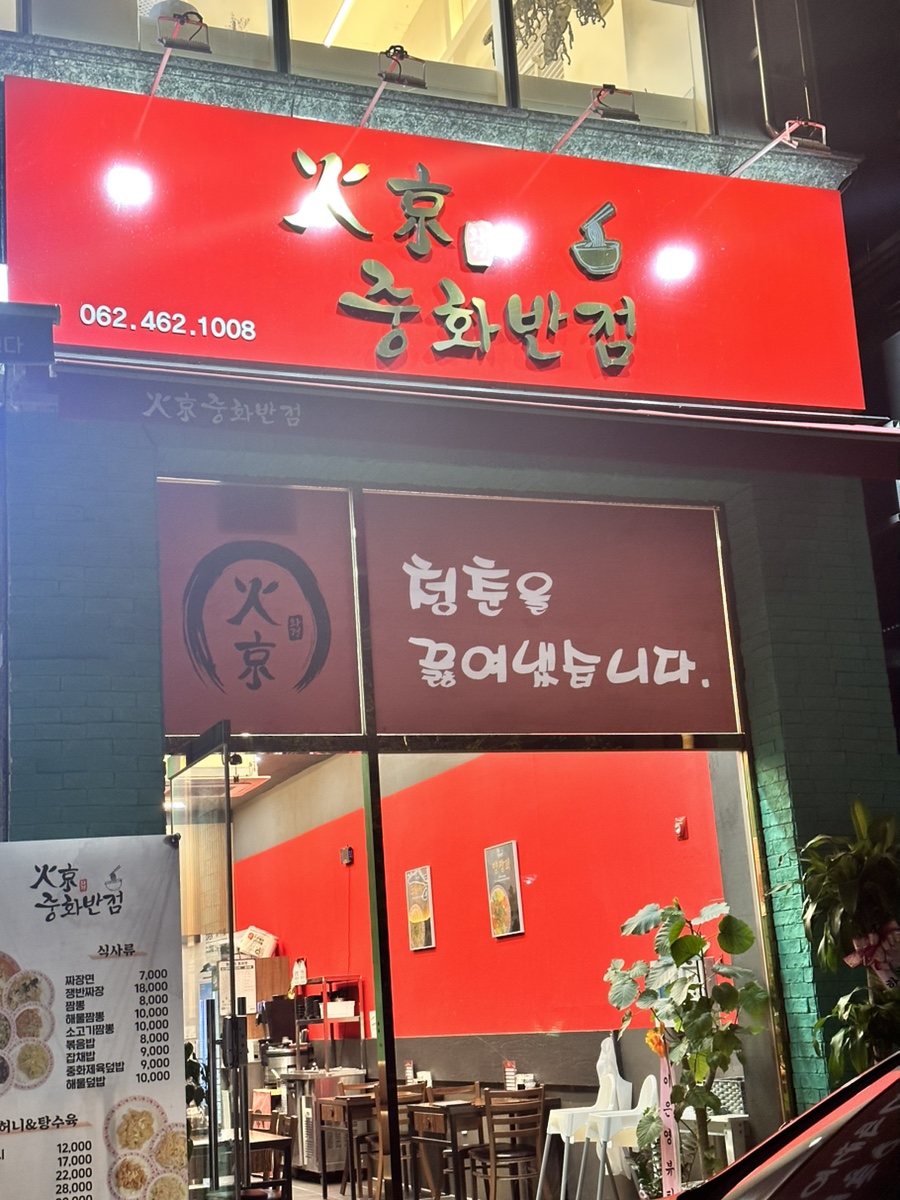 火京
중화반점
062.462.1008
火京중화반점
火
京
화경
청춘을
끓여냈습니다.
火京
중화반점
식사류
짜장면 7,000
쟁반짜장 18,000
짬뽕 8,000
해물짬뽕 10,000
소고기짬뽕 10,000
볶음밥 8,000
잡채밥 9,000
중화제육덮밥 9,000
해물덮밥 10,000
허니&탕수육
12,000
17,000
22,000
28,000